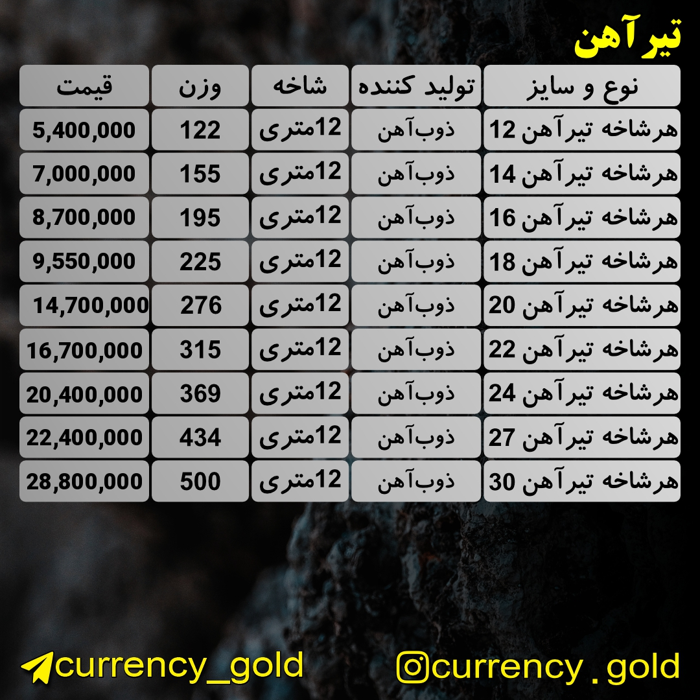 تیرآهن
نوع و سایز تولید کننده شاخه وزن قیمت
هرشاخه تیرآهن 12 ذوب‌آهن 12متری 122 5,400,000
هرشاخه تیرآهن 14 ذوب‌آهن 12متری 155 7,000,000
هرشاخه تیرآهن 16 ذوب‌آهن 12متری 195 8,700,000
هرشاخه تیرآهن 18 ذوب‌آهن 12متری 225 9,550,000
هرشاخه تیرآهن 20 ذوب‌آهن 12متری 276 14,700,000
هرشاخه تیرآهن 22 ذوب‌آهن 12متری 315 16,700,000
هرشاخه تیرآهن 24 ذوب‌آهن 12متری 369 20,400,000
هرشاخه تیرآهن 27 ذوب‌آهن 12متری 434 22,400,000
هرشاخه تیرآهن 30 ذوب‌آهن 12متری 500 28,800,000
currency_gold currency.gold